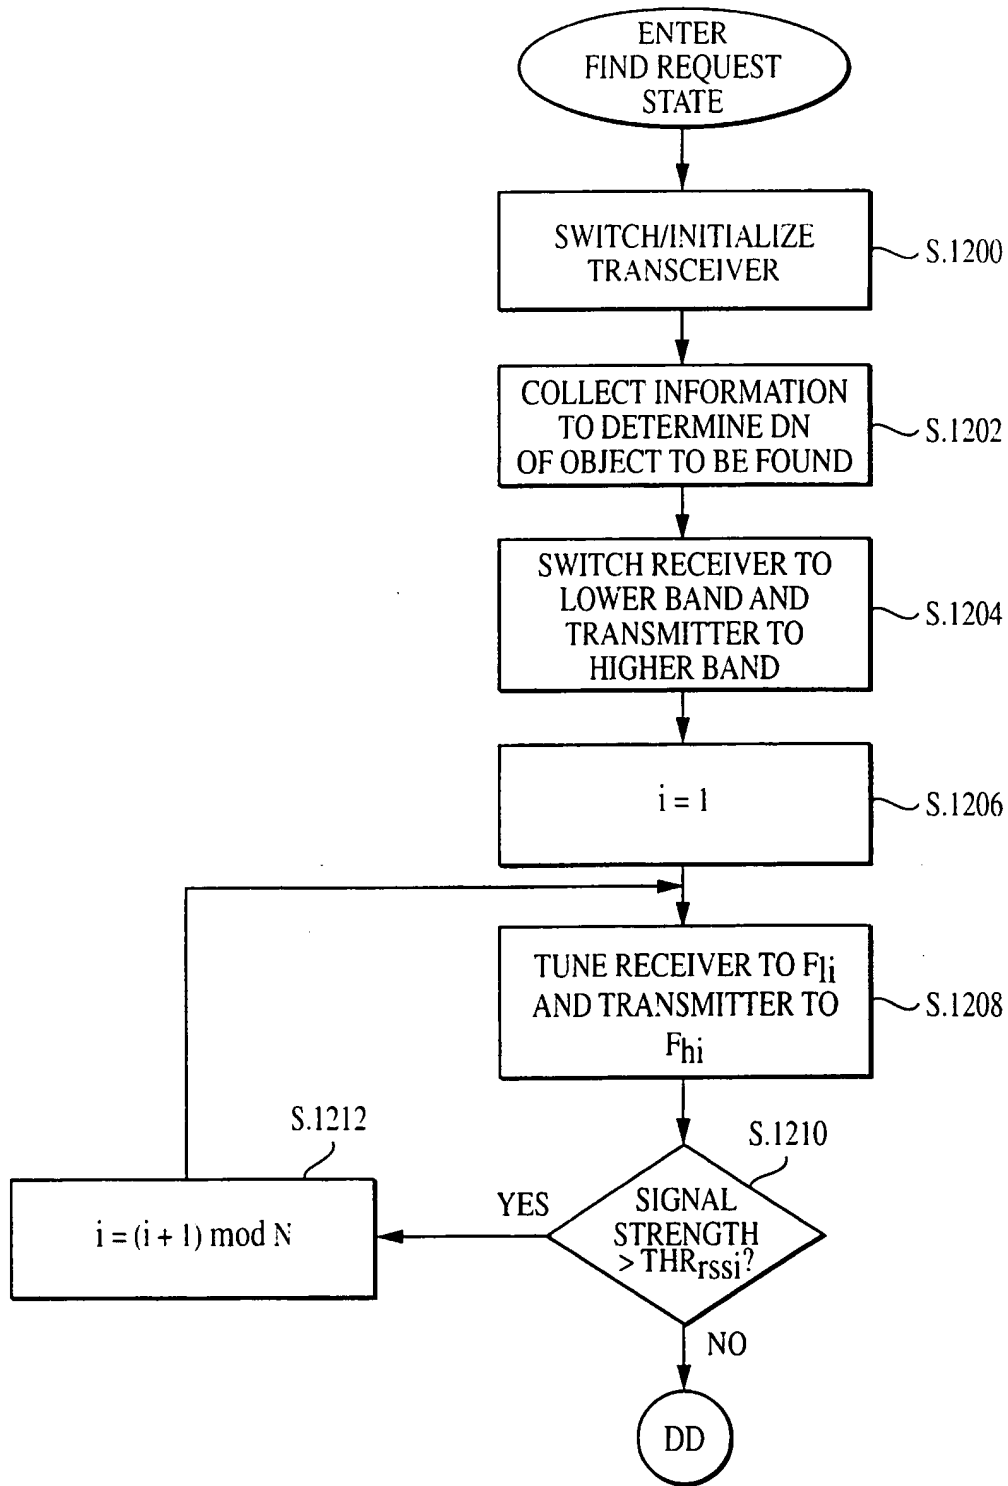 ENTER
FIND REQUEST
STATE
SWITCH/INITIALIZE
TRANSCEIVER
S.1200
COLLECT INFORMATION
TO DETERMINE DN
OF OBJECT TO BE FOUND
S.1202
SWITCH RECEIVER TO
LOWER BAND AND
TRANSMITTER TO
HIGHER BAND
S.1204
i = 1
S.1206
TUNE RECEIVER TO Fli
AND TRANSMITTER TO
Fhi
S.1208
S.1212
i = (i + 1) mod N
S.1210
YES
SIGNAL
STRENGTH
> THRrssi?
NO
DD